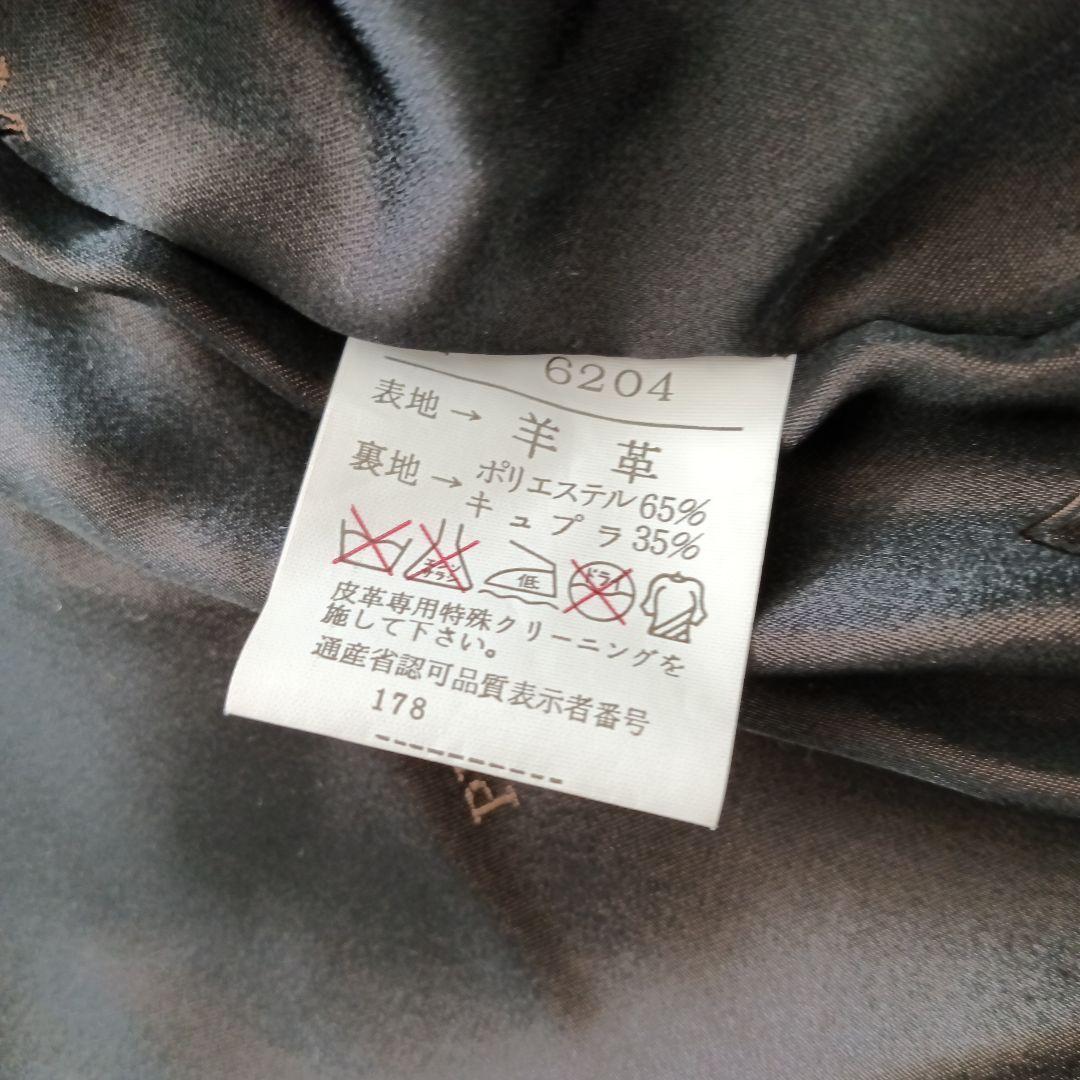 6204
表地→羊革
裏地→ポリエステル65%
キュプラ35%
低
ドライ
皮革専用特殊クリーニングを
施して下さい。
通産省認可品質表示者番号
178
P